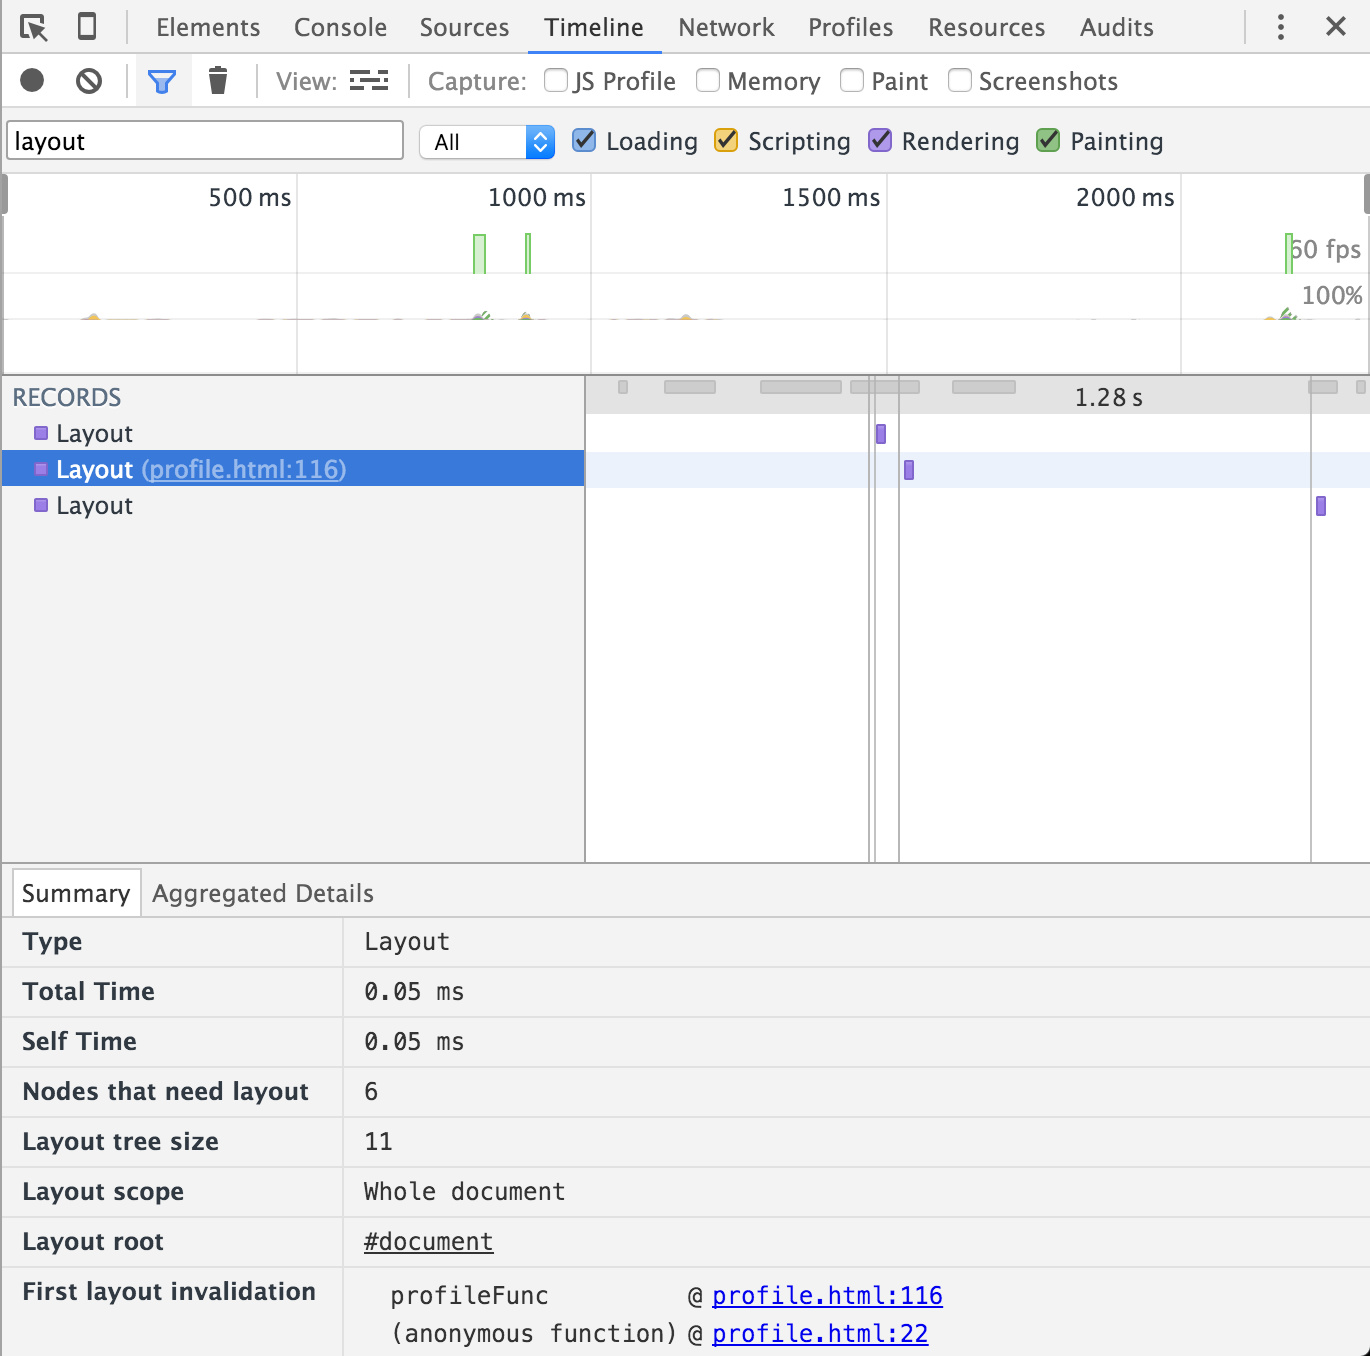 Elements Console Sources Timeline Network Profiles Resources Audits
View: Capture: JS Profile Memory Paint Screenshots
layout All Loading Scripting Rendering Painting
500 ms 1000 ms 1500 ms 2000 ms
60 fps
100%
RECORDS 1.28 s
Layout
Layout (profile.html:116)
Layout
Summary Aggregated Details
Type Layout
Total Time 0.05 ms
Self Time 0.05 ms
Nodes that need layout 6
Layout tree size 11
Layout scope Whole document
Layout root #document
First layout invalidation profileFunc @ profile.html:116
(anonymous function) @ profile.html:22